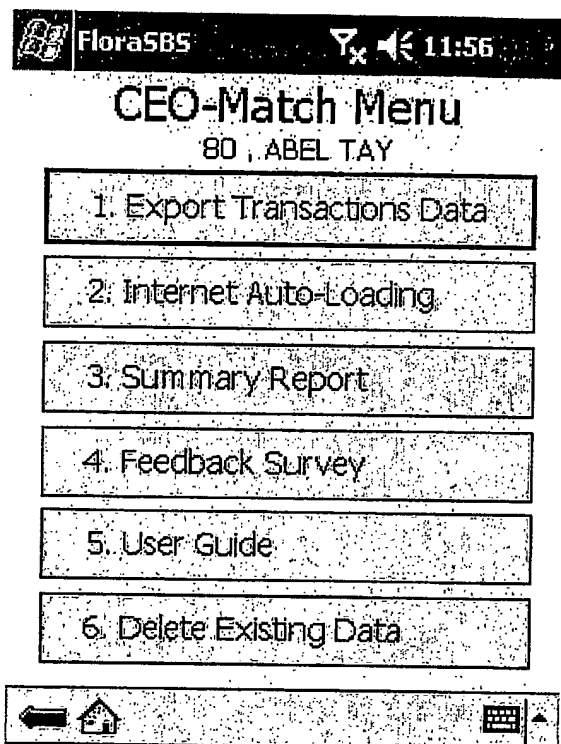 FloraSBS 11:56
CEO-Match Menu
80 , ABEL TAY
1. Export Transactions Data
2. Internet Auto-Loading
3. Summary Report
4. Feedback Survey
5. User Guide
6. Delete Existing Data